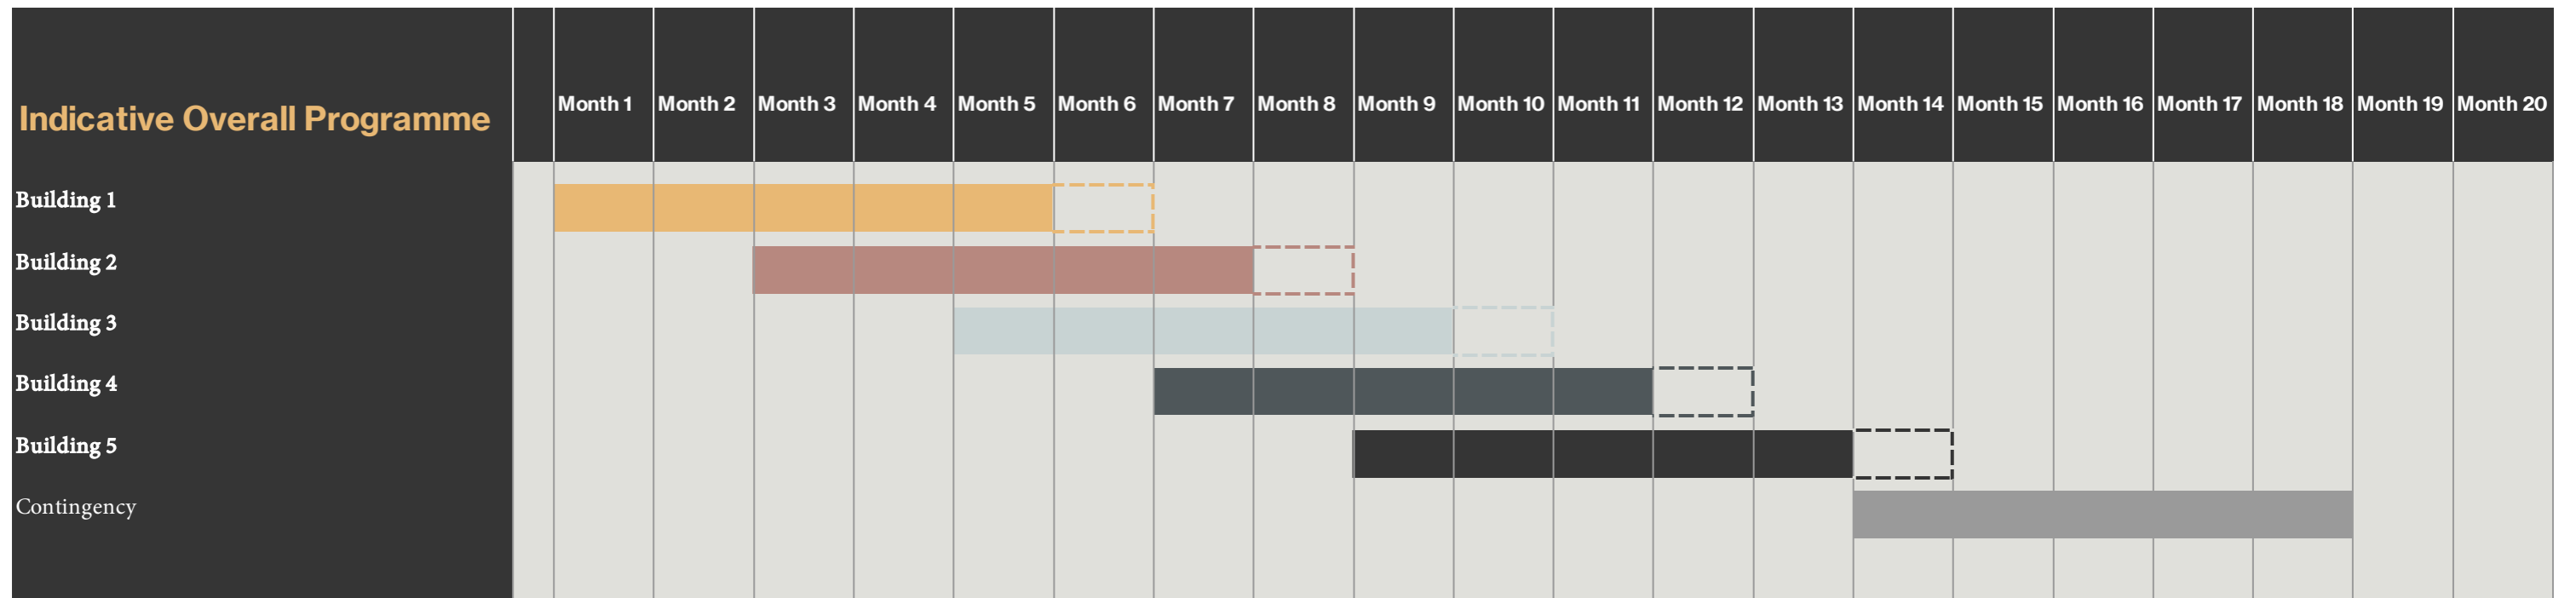 Indicative Overall Programme
Month 1 Month 2 Month 3 Month 4 Month 5 Month 6 Month 7 Month 8 Month 9 Month 10 Month 11 Month 12 Month 13 Month 14 Month 15 Month 16 Month 17 Month 18 Month 19 Month 20
Building 1
Building 2
Building 3
Building 4
Building 5
Contingency